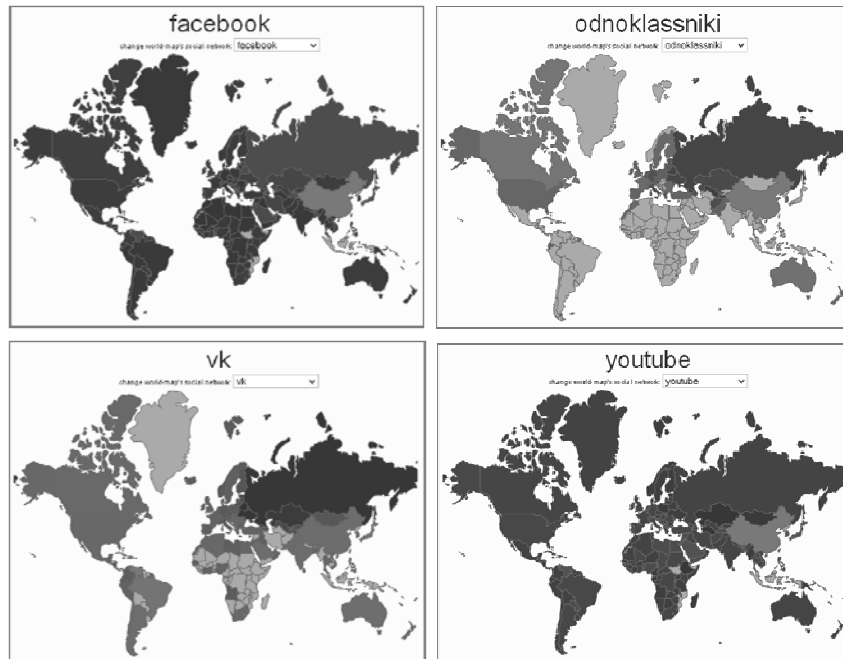 facebook
change world-map's social network: facebook
odnoklassniki
change world-map's social network: odnoklassniki
vk
change world-map's social network: vk
youtube
change world-map's social network: youtube